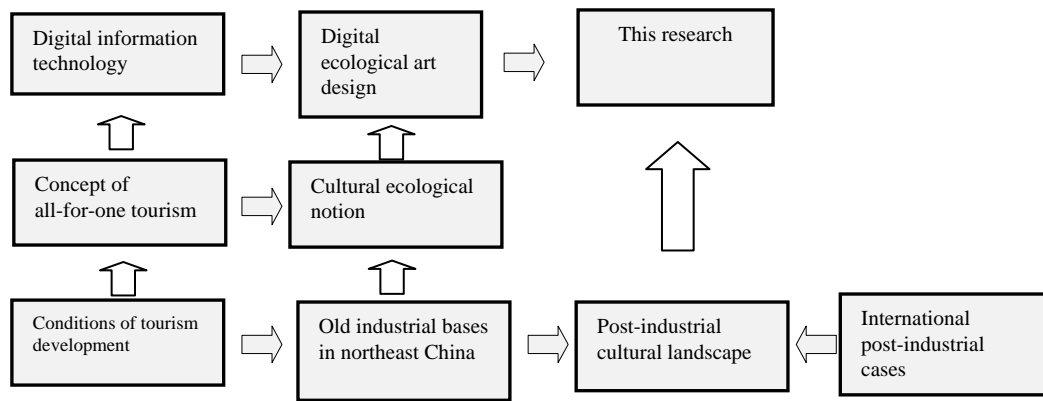 Digital information
technology
Digital
ecological art
design
This research
Concept of
all-for-one tourism
Cultural ecological
notion
Conditions of tourism
development
Old industrial bases
in northeast China
Post-industrial
cultural landscape
International
post-industrial
cases